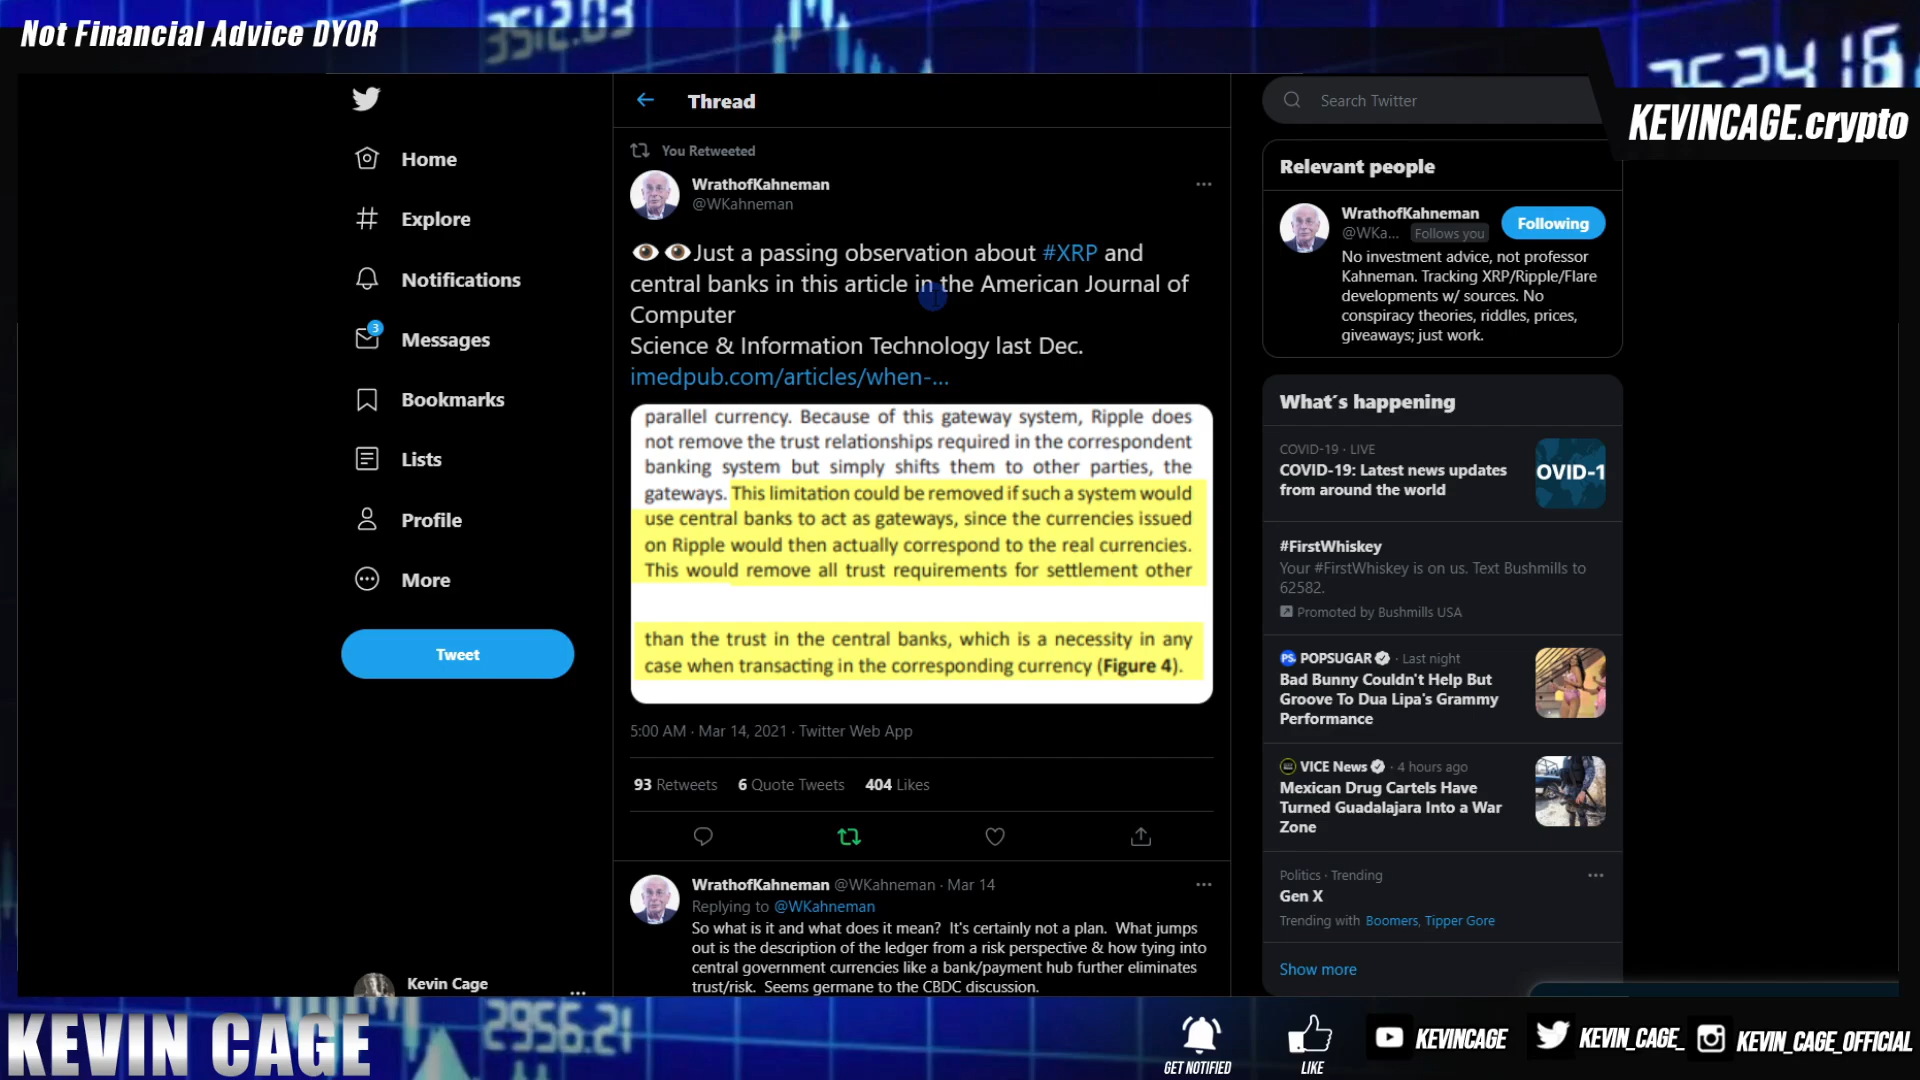 Not Financial Advice DYOR
3512.03
KEVINCAGE.crypto
Home
Explore
Notifications
3
Messages
Bookmarks
Lists
Profile
More
Tweet
Kevin Cage
Thread
You Retweeted
WrathofKahneman
@WKahneman
Just a passing observation about #XRP and
central banks in this article in the American Journal of
Computer
Science & Information Technology last Dec.
imedpub.com/articles/when-...
parallel currency. Because of this gateway system, Ripple does
not remove the trust relationships required in the correspondent
banking system but simply shifts them to other parties, the
gateways. This limitation could be removed if such a system would
use central banks to act as gateways, since the currencies issued
on Ripple would then actually correspond to the real currencies.
This would remove all trust requirements for settlement other
than the trust in the central banks, which is a necessity in any
case when transacting in the corresponding currency (Figure 4).
5:00 AM · Mar 14, 2021 · Twitter Web App
93 Retweets 6 Quote Tweets 404 Likes
WrathofKahneman @WKahneman · Mar 14
Replying to @WKahneman
So what is it and what does it mean? It's certainly not a plan. What jumps
out is the description of the ledger from a risk perspective & how tying into
central government currencies like a bank/payment hub further eliminates
trust/risk. Seems germane to the CBDC discussion.
Search Twitter
Relevant people
WrathofKahneman
@WKa... Follows you
Following
No investment advice, not professor
Kahneman. Tracking XRP/Ripple/Flare
developments w/ sources. No
conspiracy theories, riddles, prices,
giveaways; just work.
What's happening
COVID-19 · LIVE
COVID-19: Latest news updates
from around the world
OVID-1
#FirstWhiskey
Your #FirstWhiskey is on us. Text Bushmills to
62582.
Promoted by Bushmills USA
PS POPSUGAR · Last night
Bad Bunny Couldn't Help But
Groove To Dua Lipa's Grammy
Performance
VICE News · 4 hours ago
Mexican Drug Cartels Have
Turned Guadalajara Into a War
Zone
Politics · Trending
Gen X
Trending with Boomers, Tipper Gore
Show more
KEVIN CAGE
2956.21
GET NOTIFIED
LIKE
KEVINCAGE
KEVIN_CAGE_
KEVIN_CAGE_OFFICIAL